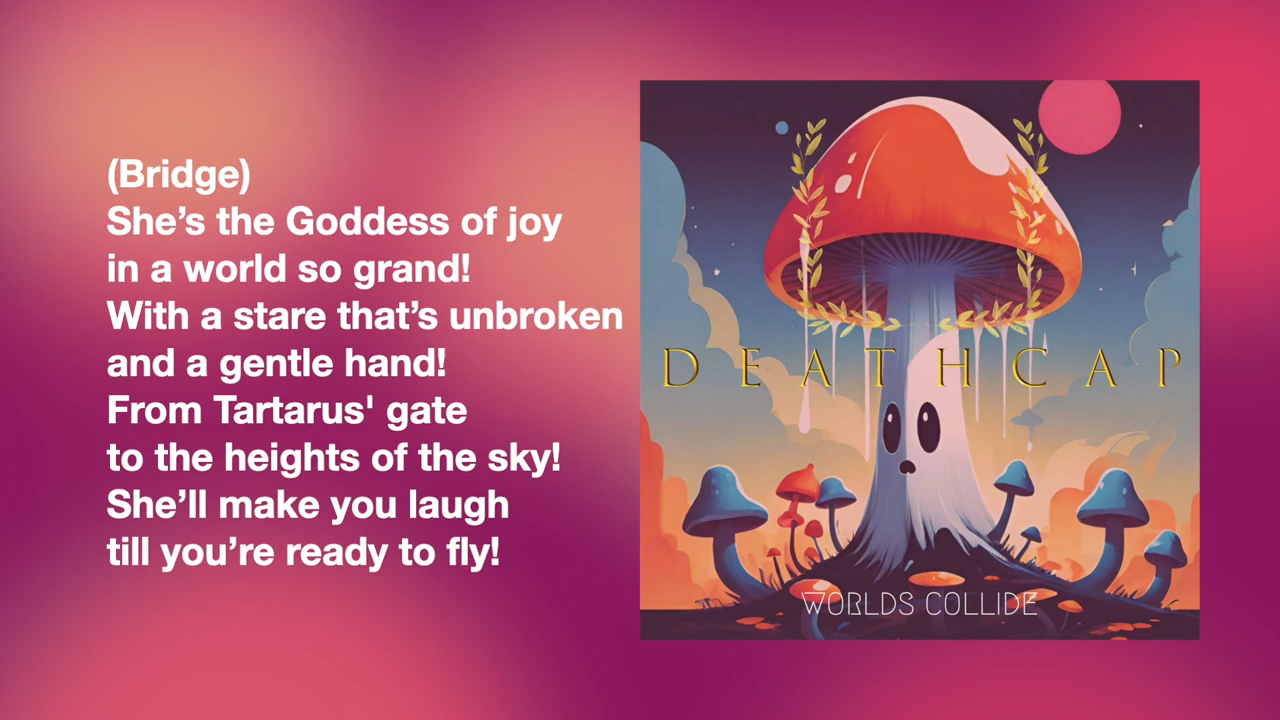 (Bridge)
She’s the Goddess of joy
in a world so grand!
With a stare that’s unbroken
and a gentle hand!
From Tartarus' gate
to the heights of the sky!
She’ll make you laugh
till you’re ready to fly!
DEATHCAP
WORLDS COLLIDE